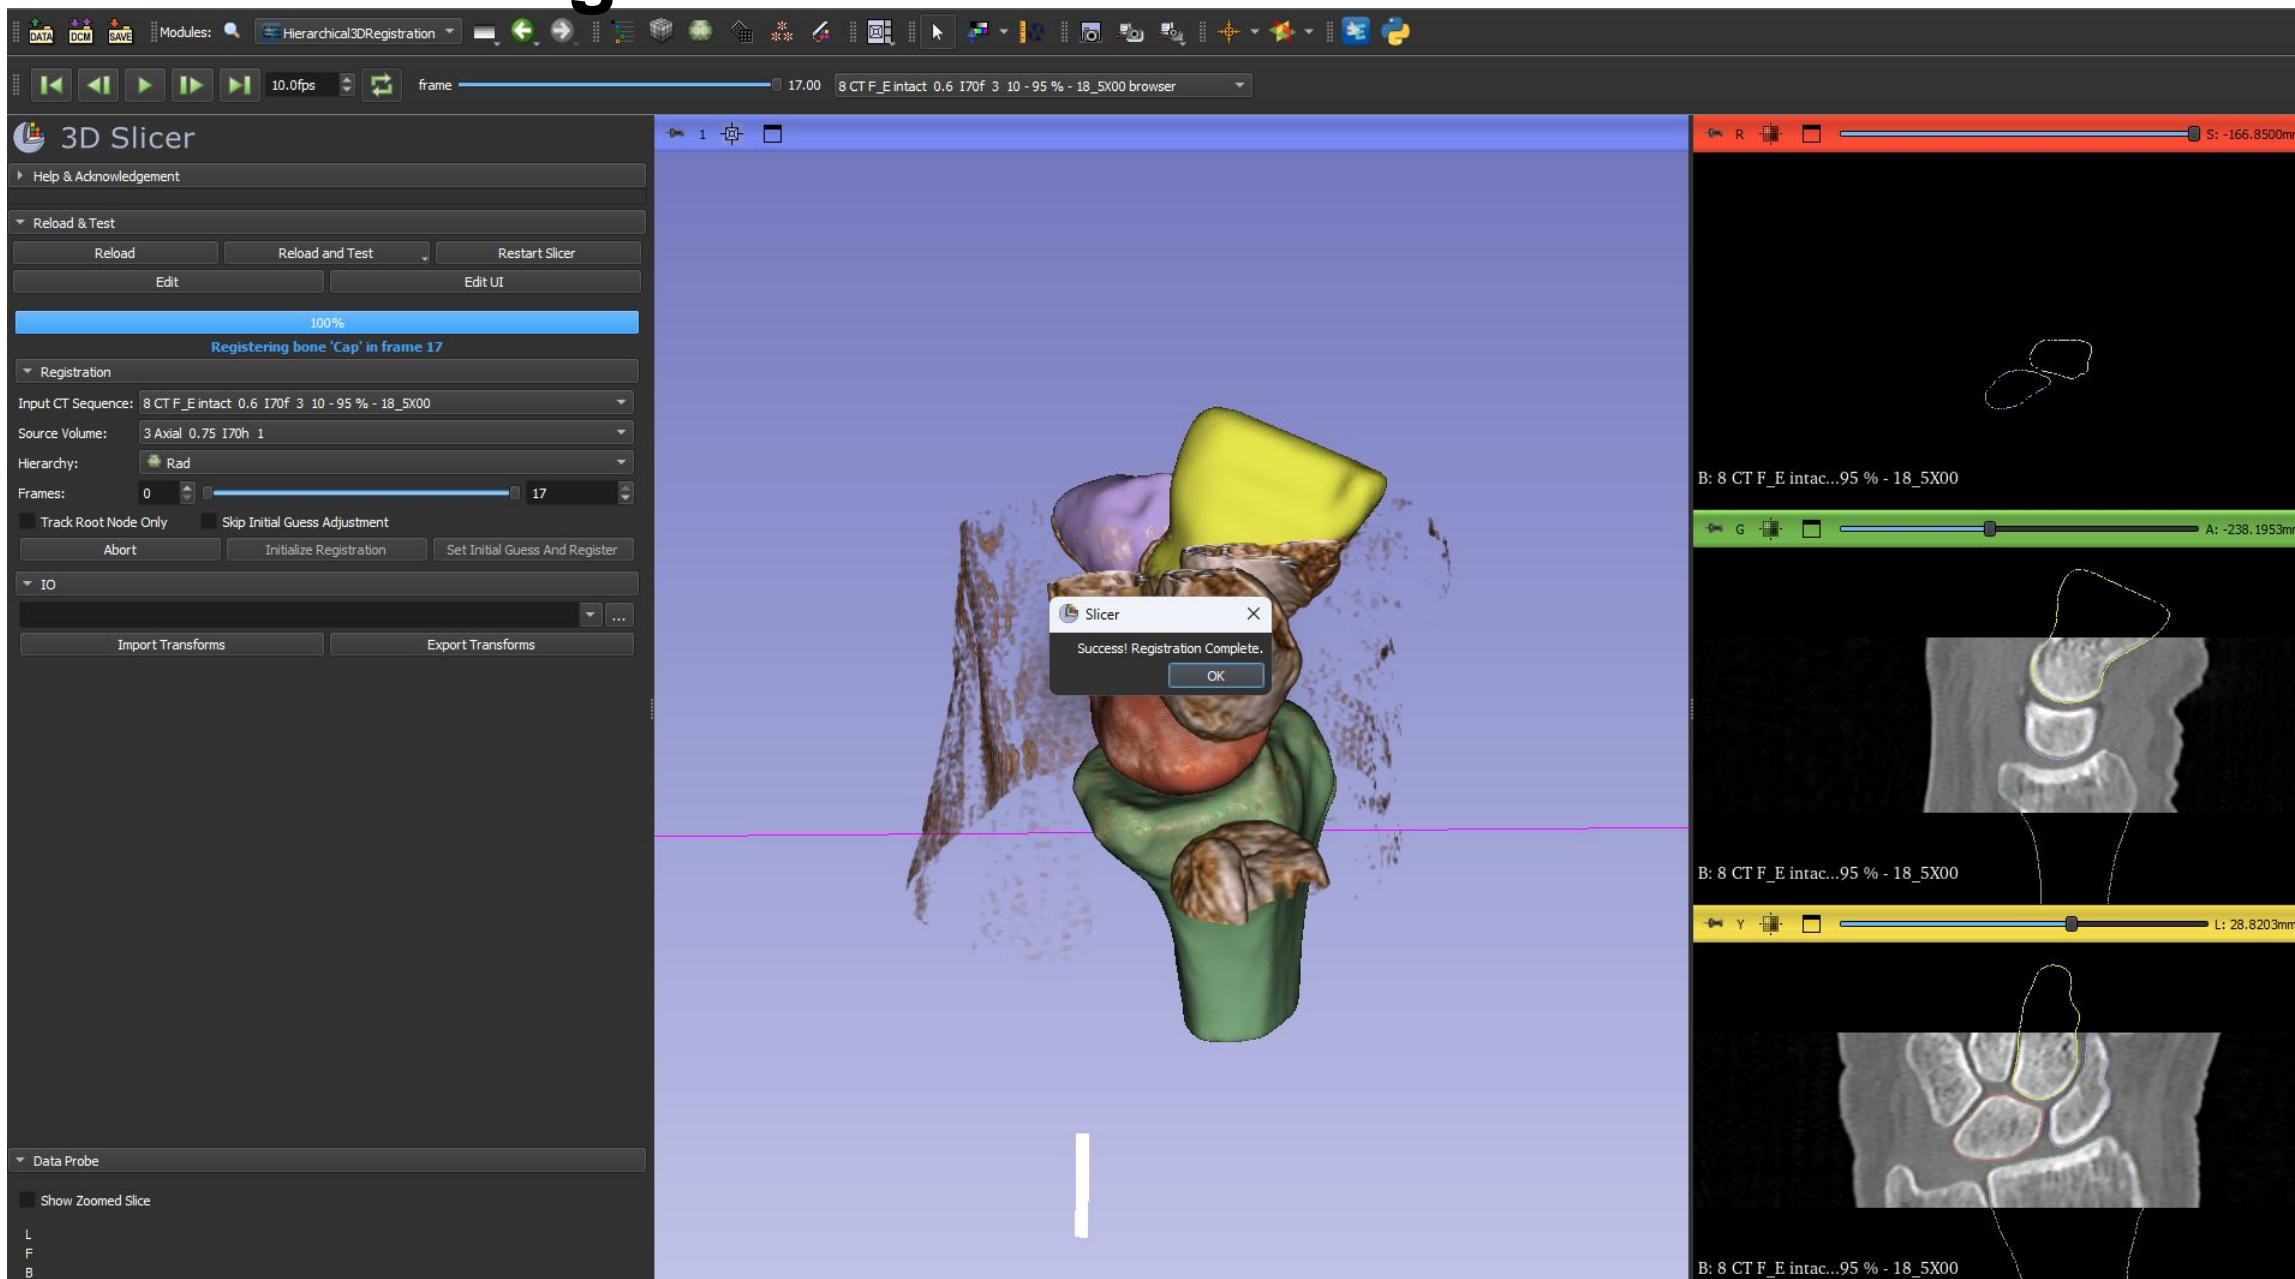 g
DATA DCM SAVE Modules: Hierarchical3DRegistration
10.0fps frame 17.00 8 CT F_E intact 0.6 I70f 3 10 - 95 % - 18_5X00 browser
3D Slicer
Help & Acknowledgement
Reload & Test
Reload Reload and Test Restart Slicer
Edit Edit UI
100%
Registering bone 'Cap' in frame 17
Registration
Input CT Sequence: 8 CT F_E intact 0.6 I70f 3 10 - 95 % - 18_5X00
Source Volume: 3 Axial 0.75 I70h 1
Hierarchy: Rad
Frames: 0 17
Track Root Node Only Skip Initial Guess Adjustment
Abort Initialize Registration Set Initial Guess And Register
IO
...
Import Transforms Export Transforms
Data Probe
Show Zoomed Slice
L
F
B
1
Slicer
Success! Registration Complete.
OK
R S: -166.8500mm
B: 8 CT F_E intac...95 % - 18_5X00
G A: -238.1953mm
B: 8 CT F_E intac...95 % - 18_5X00
Y L: 28.8203mm
B: 8 CT F_E intac...95 % - 18_5X00